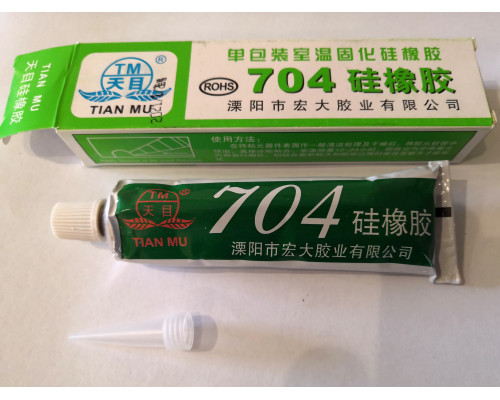 TIAN MU
天目硅橡胶
TM
®
天目
TIAN MU
单包装室温固化硅橡胶
ROHS
704 硅橡胶
溧阳市宏大胶业有限公司
使用方法:
TM
®
天目
TIAN MU
704 硅橡胶
溧阳市宏大胶业有限公司